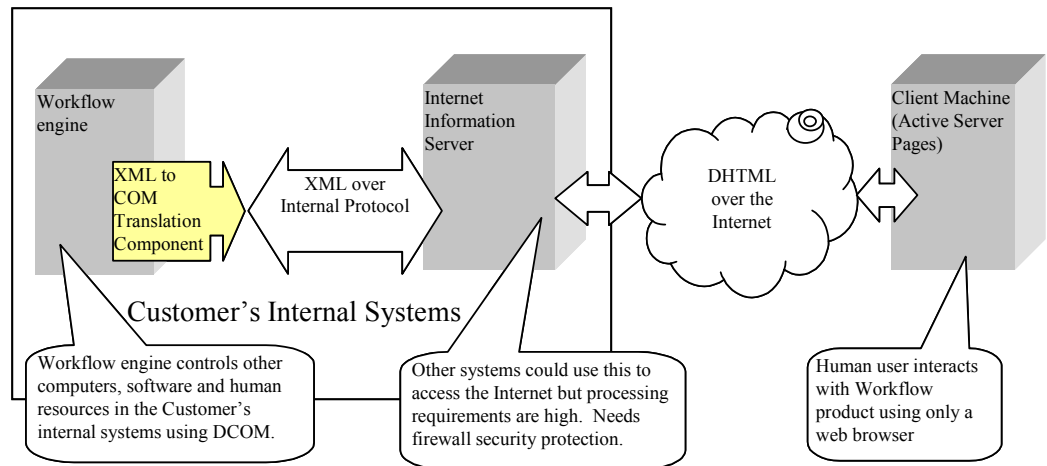 Workflow
engine
XML to
COM
Translation
Component
XML over
Internal Protocol
Internet
Information
Server
DHTML
over the
Internet
Client Machine
(Active Server
Pages)
Customer's Internal Systems
Workflow engine controls other
computers, software and human
resources in the Customer's
internal systems using DCOM.
Other systems could use this to
access the Internet but processing
requirements are high.  Needs
firewall security protection.
Human user interacts
with Workflow
product using only a
web browser